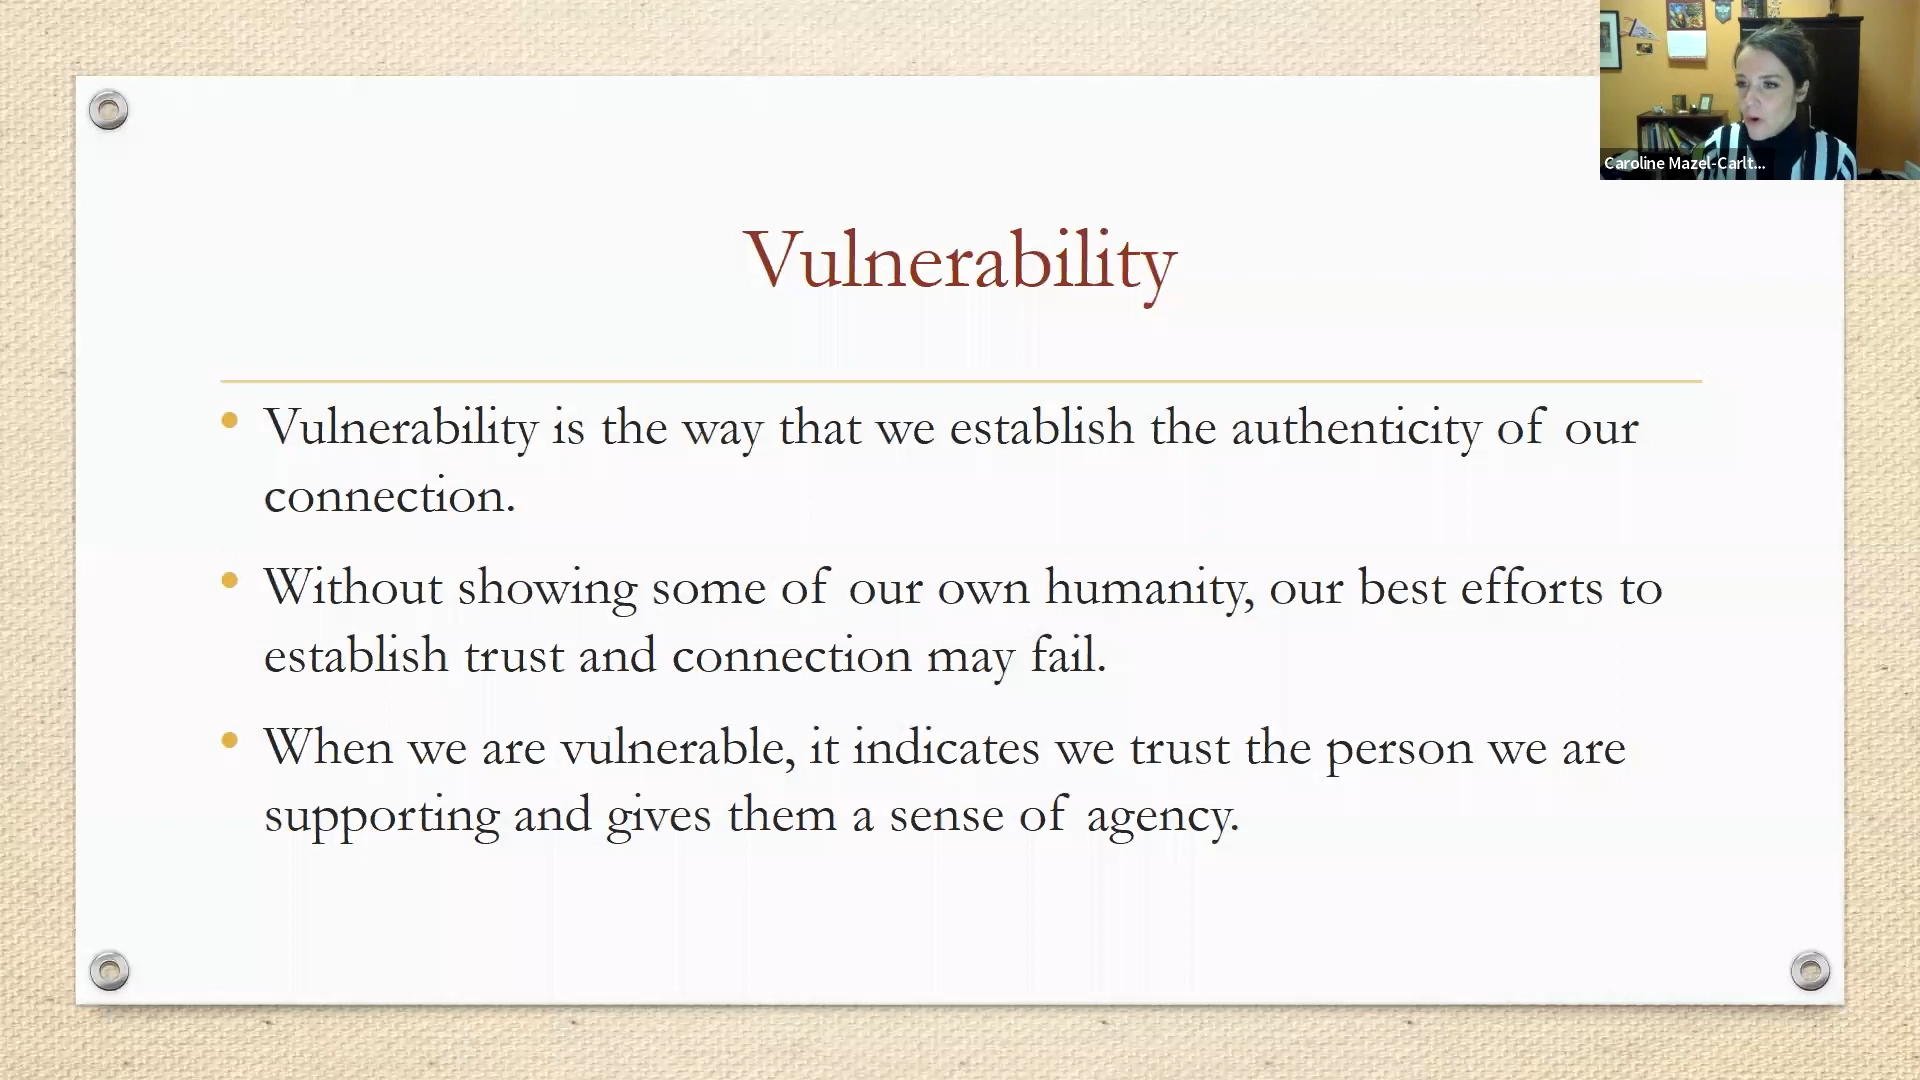 Caroline Mazel-Carlt...
Vulnerability
• Vulnerability is the way that we establish the authenticity of our
connection.
• Without showing some of our own humanity, our best efforts to
establish trust and connection may fail.
• When we are vulnerable, it indicates we trust the person we are
supporting and gives them a sense of agency.